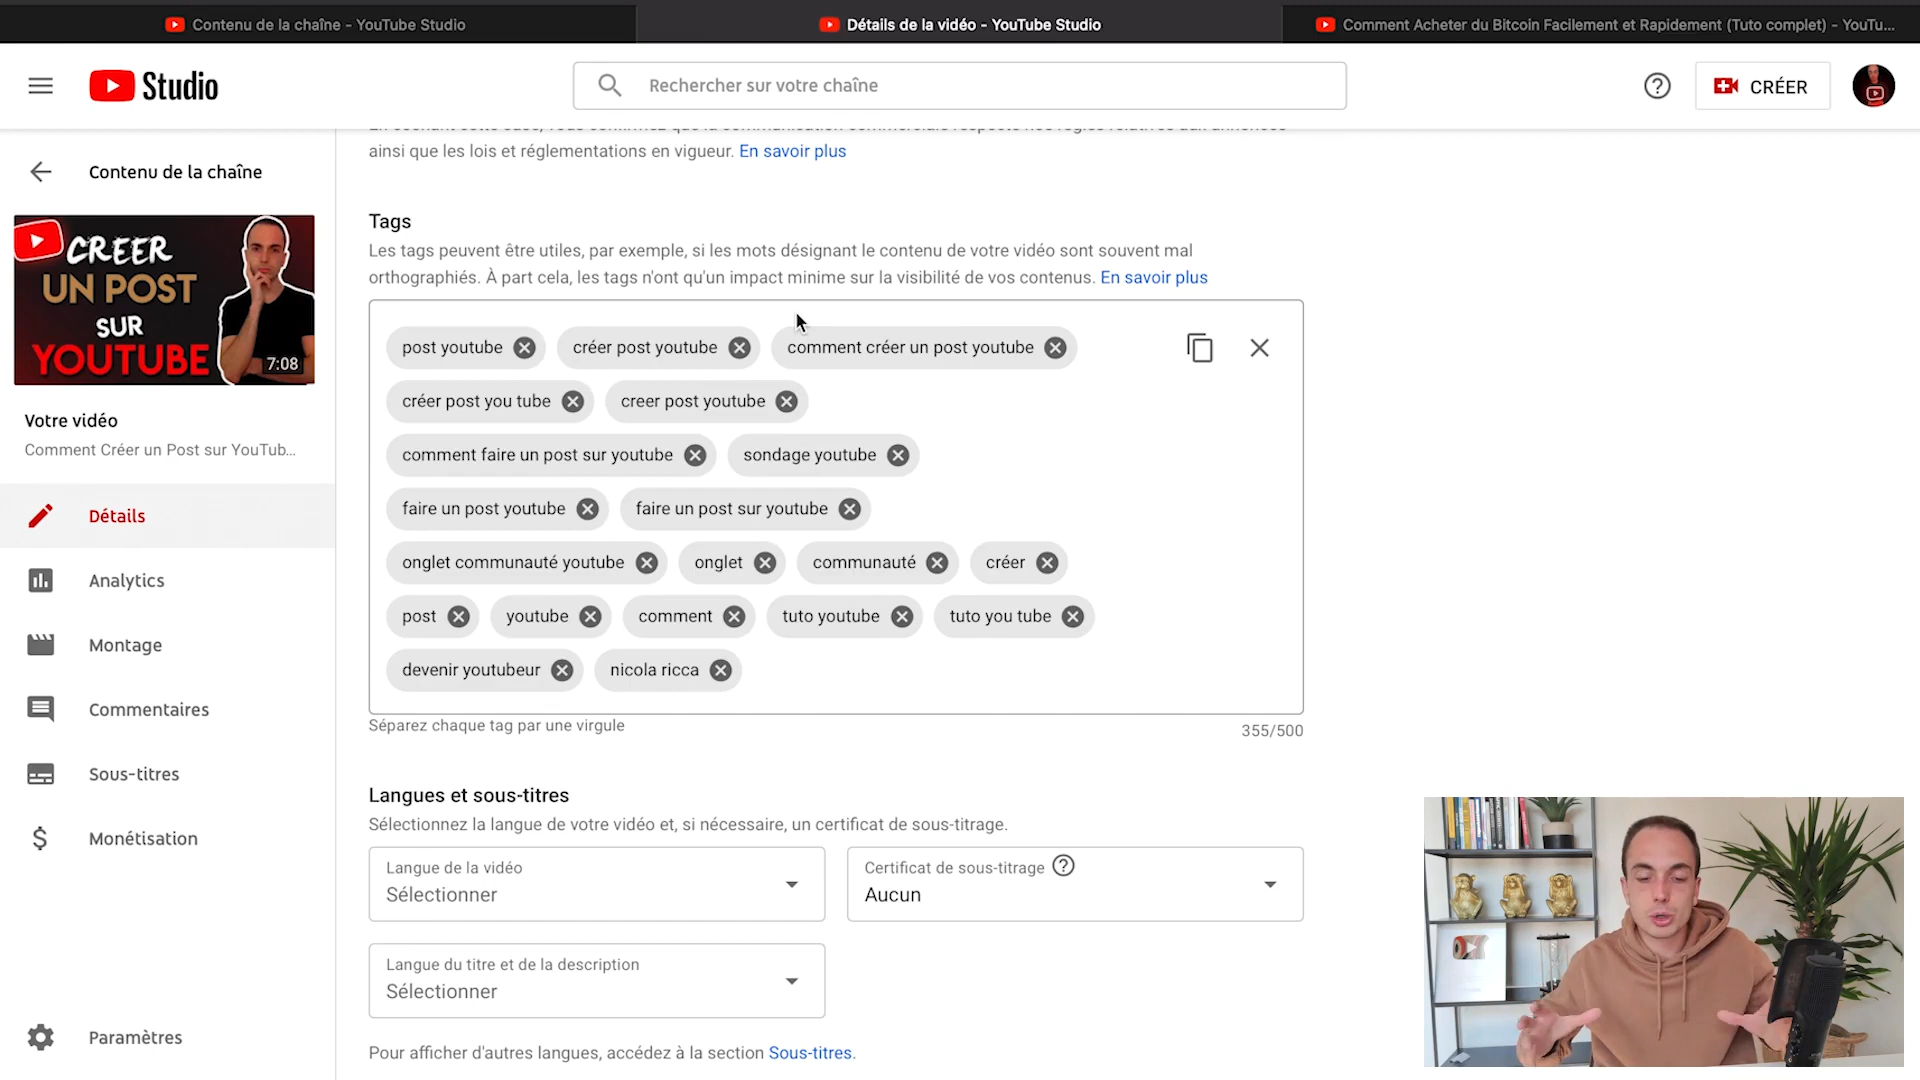 Contenu de la chaîne - YouTube Studio
Détails de la vidéo - YouTube Studio
Comment Acheter du Bitcoin Facilement et Rapidement (Tuto complet) - YouTu...
Studio
Rechercher sur votre chaîne
CRÉER
ainsi que les lois et réglementations en vigueur. En savoir plus
Contenu de la chaîne
CREER
UN POST
SUR
YOUTUBE
7:08
Votre vidéo
Comment Créer un Post sur YouTub...
Détails
Analytics
Montage
Commentaires
Sous-titres
Monétisation
Paramètres
Tags
Les tags peuvent être utiles, par exemple, si les mots désignant le contenu de votre vidéo sont souvent mal
orthographiés. À part cela, les tags n'ont qu'un impact minime sur la visibilité de vos contenus. En savoir plus
post youtube créer post youtube comment créer un post youtube
créer post you tube creer post youtube
comment faire un post sur youtube sondage youtube
faire un post youtube faire un post sur youtube
onglet communauté youtube onglet communauté créer
post youtube comment tuto youtube tuto you tube
devenir youtubeur nicola ricca
Séparez chaque tag par une virgule
355/500
Langues et sous-titres
Sélectionnez la langue de votre vidéo et, si nécessaire, un certificat de sous-titrage.
Langue de la vidéo
Sélectionner
Certificat de sous-titrage
Aucun
Langue du titre et de la description
Sélectionner
Pour afficher d'autres langues, accédez à la section Sous-titres.